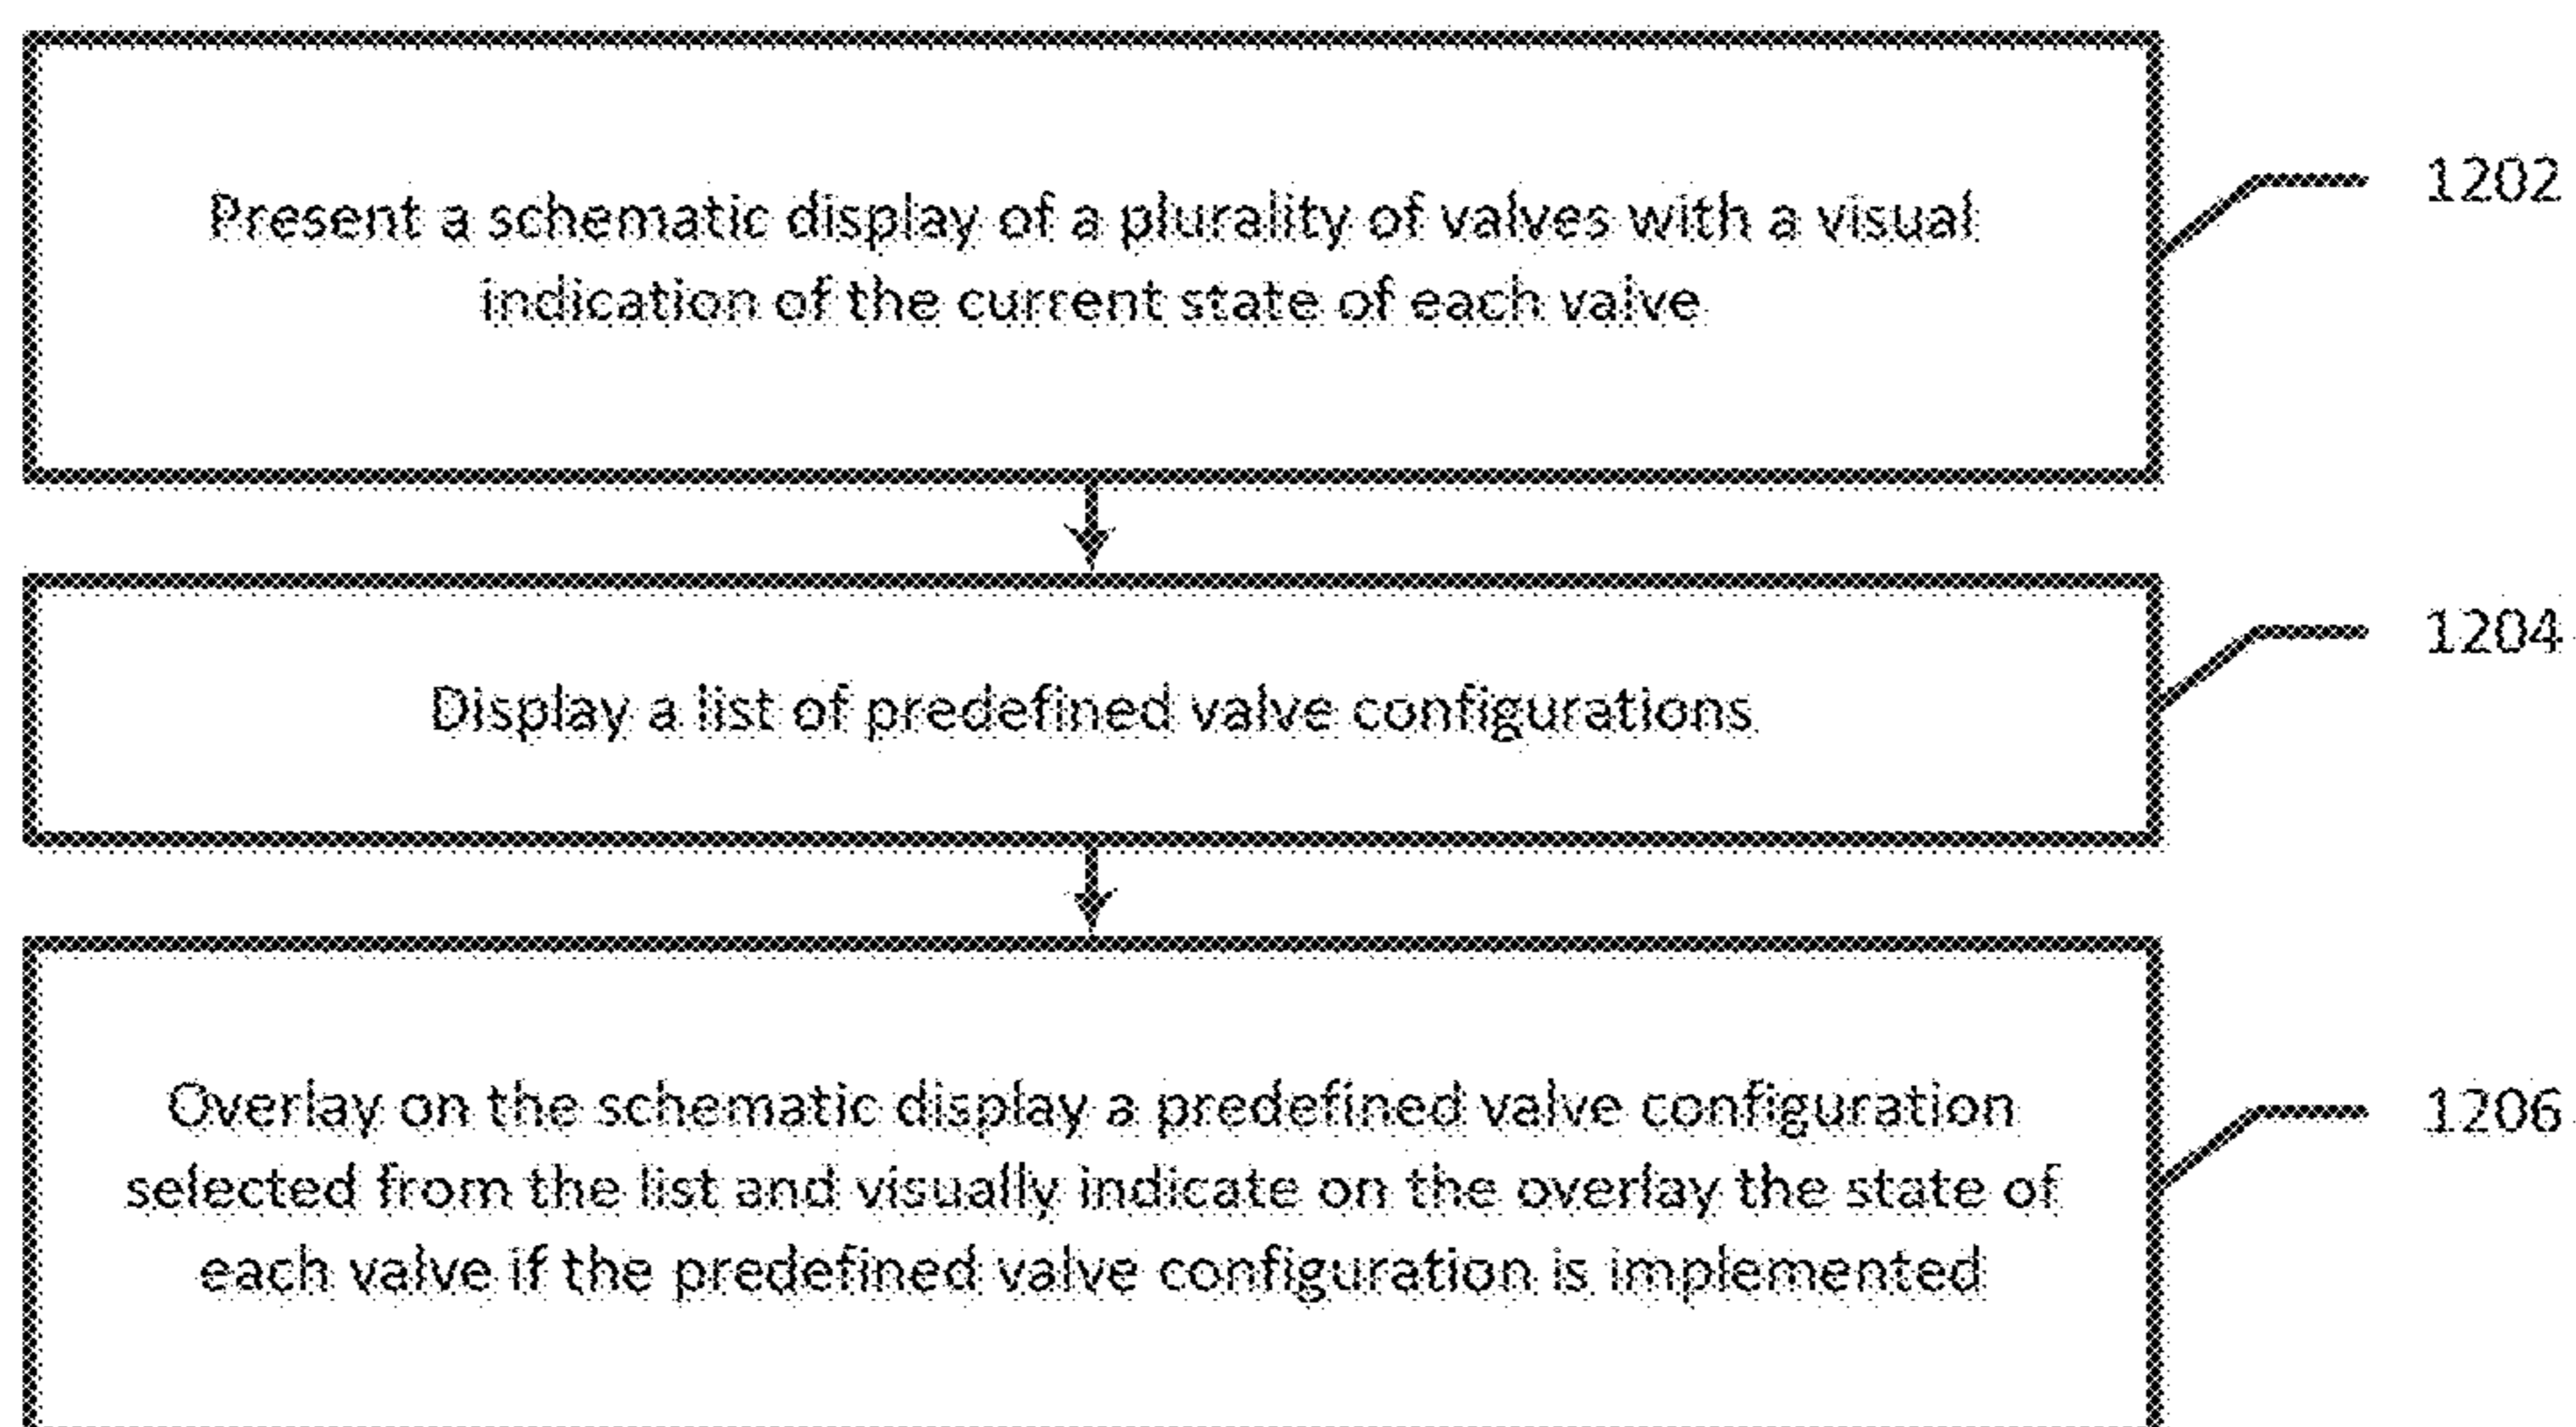 Present a schematic display of a plurality of valves with a visual
indication of the current state of each valve
1202
Display a list of predefined valve configurations
1204
Overlay on the schematic display a predefined valve configuration
selected from the list and visually indicate on the overlay the state of
each valve if the predefined valve configuration is implemented
1206